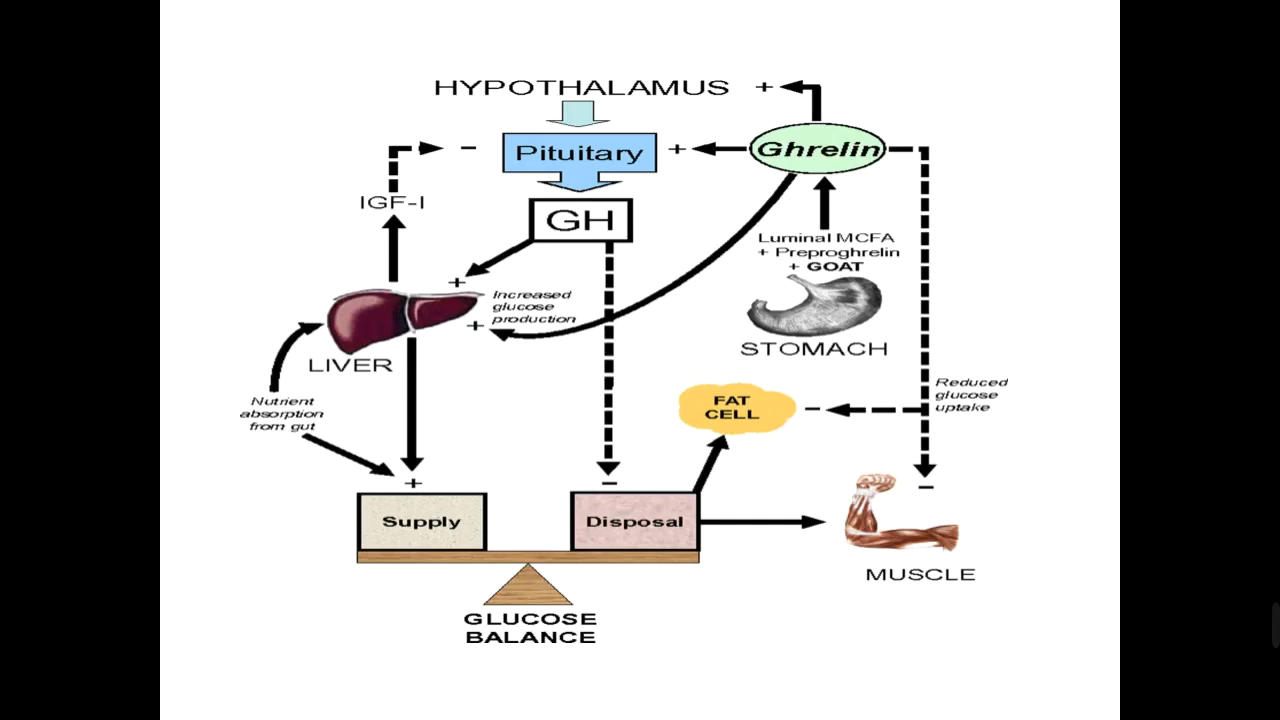 HYPOTHALAMUS +
Ghrelin
Pituitary
+
−
IGF-I
GH
Luminal MCFA
+ Preproghrelin
+ GOAT
+
Increased
glucose
production
+
STOMACH
LIVER
Reduced
glucose
uptake
Nutrient
absorption
from gut
FAT
CELL
−
+
−
−
Supply
Disposal
MUSCLE
GLUCOSE
BALANCE